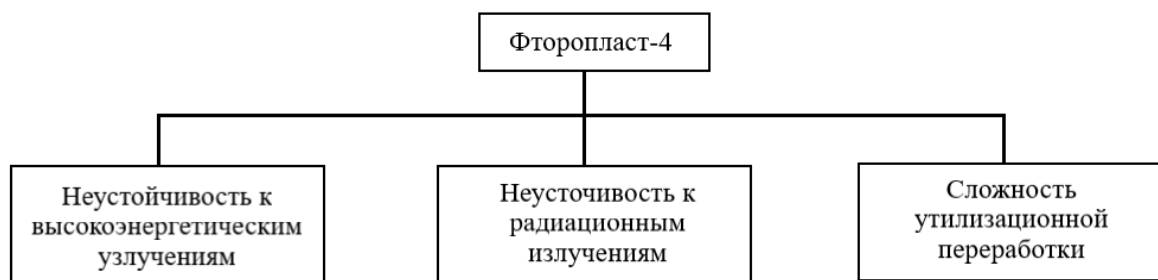 Фторопласт-4
Неустойчивость к
высокоэнергетическим
узлучениям
Неусточивость к
радиационным
излучениям
Сложность
утилизационной
переработки